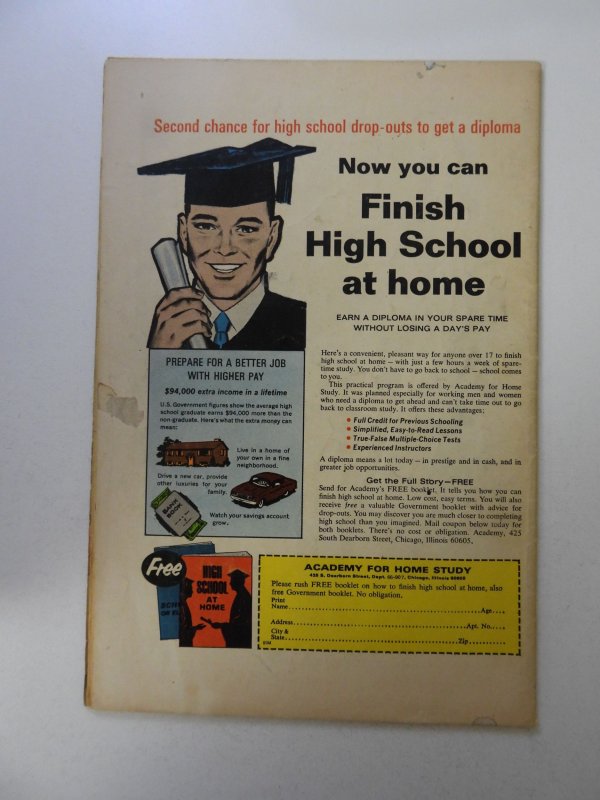 Second chance for high school drop-outs to get a diploma
Now you can
Finish
High School
at home
EARN A DIPLOMA IN YOUR SPARE TIME
WITHOUT LOSING A DAY'S PAY
PREPARE FOR A BETTER JOB
WITH HIGHER PAY
$94,000 extra income in a lifetime
U.S. Government figures show the average high
school graduate earns $94,000 more than the
non-graduate. Here's what the extra money can
mean:
Live in a home of
your own in a fine
neighborhood.
Drive a new car, provide
other luxuries for your
family.
BANK
BOOK
Watch your savings account
grow.
Here's a convenient, pleasant way for anyone over 17 to finish
high school at home — with just a few hours a week of spare-
time study. You don't have to go back to school — school comes
to you.
This practical program is offered by Academy for Home
Study. It was planned especially for working men and women
who need a diploma to get ahead and can't take time out to go
back to classroom study. It offers these advantages:
• Full Credit for Previous Schooling
• Simplified, Easy-to-Read Lessons
• True-False Multiple-Choice Tests
• Experienced Instructors
A diploma means a lot today — in prestige and in cash, and in
greater job opportunities.
Get the Full Story—FREE
Send for Academy's FREE booklet. It tells you how you can
finish high school at home. Low cost, easy terms. You will also
receive free a valuable Government booklet with advice for
drop-outs. You may discover you are much closer to completing
high school than you imagined. Mail coupon below today for
both booklets. There's no cost or obligation. Academy, 425
South Dearborn Street, Chicago, Illinois 60605.
Free
HIGH
SCHOOL
AT
HOME
ACADEMY FOR HOME STUDY
S. Dearborn Street, Dept. Chicago, Illinois 60605
Please rush FREE booklet on how to finish high school at home, also
free Government booklet. No obligation.
Print
Name Age
Address Apt. No.
City &
State Zip